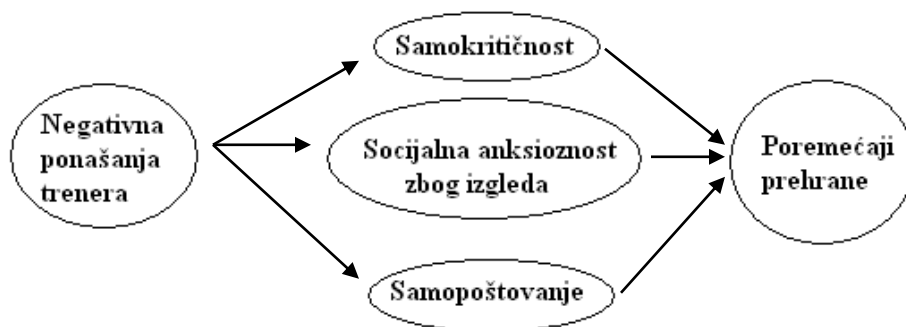 Samokritičnost
Negativna
ponašanja
trenera
Socijalna anksioznost
zbog izgleda
Poremećaji
prehrane
Samopoštovanje